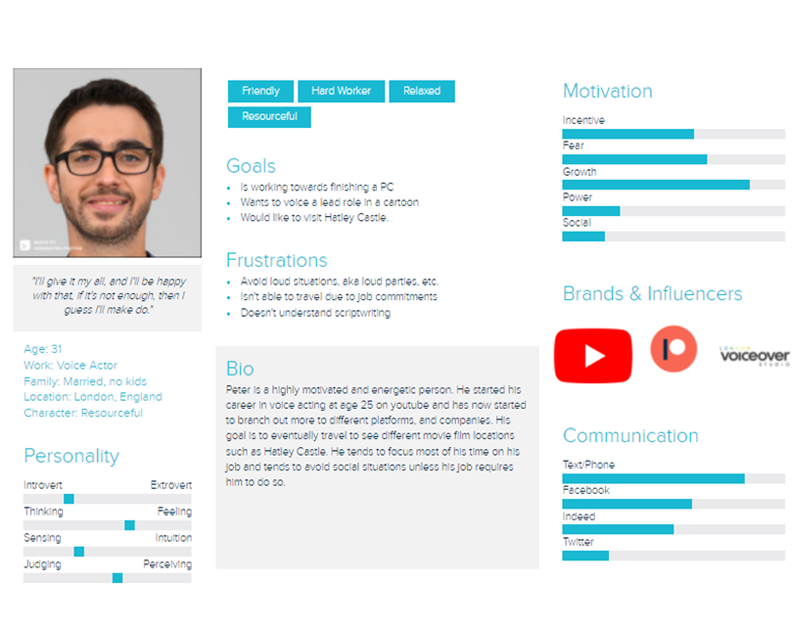 "I'll give it my all, and I'll be happy
with that, if it's not enough, then I
guess I'll make do."
Age: 31
Work: Voice Actor
Family: Married, no kids
Location: London, England
Character: Resourceful
Personality
Introvert Extrovert
Thinking Feeling
Sensing Intuition
Judging Perceiving
Friendly Hard Worker Relaxed
Resourceful
Goals
Is working towards finishing a PC
Wants to voice a lead role in a cartoon
Would like to visit Hatley Castle.
Frustrations
Avoid loud situations, aka loud parties, etc.
Isn't able to travel due to job commitments
Doesn't understand scriptwriting
Bio
Peter is a highly motivated and energetic person. He started his
career in voice acting at age 25 on youtube and has now started
to branch out more to different platforms, and companies. His
goal is to eventually travel to see different movie film locations
such as Hatley Castle. He tends to focus most of his time on his
job and tends to avoid social situations unless his job requires
him to do so.
Motivation
Incentive
Fear
Growth
Power
Social
Brands & Influencers
LONDON
voiceover
STUDIO
Communication
Text/Phone
Facebook
Indeed
Twitter